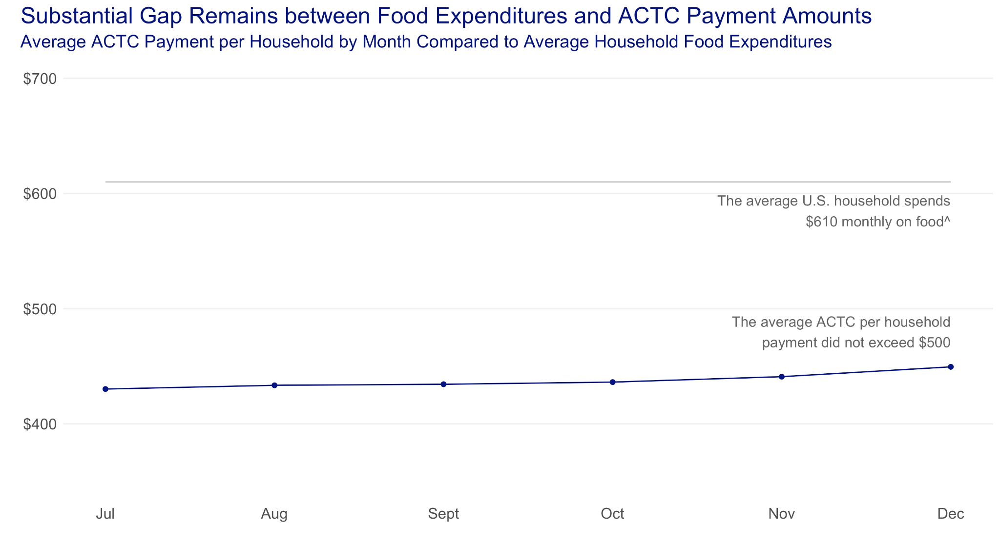 Substantial Gap Remains between Food Expenditures and ACTC Payment Amounts
Average ACTC Payment per Household by Month Compared to Average Household Food Expenditures
$700
$600
The average U.S. household spends
$610 monthly on food^
$500
The average ACTC per household
payment did not exceed $500
$400
Jul Aug Sept Oct Nov Dec